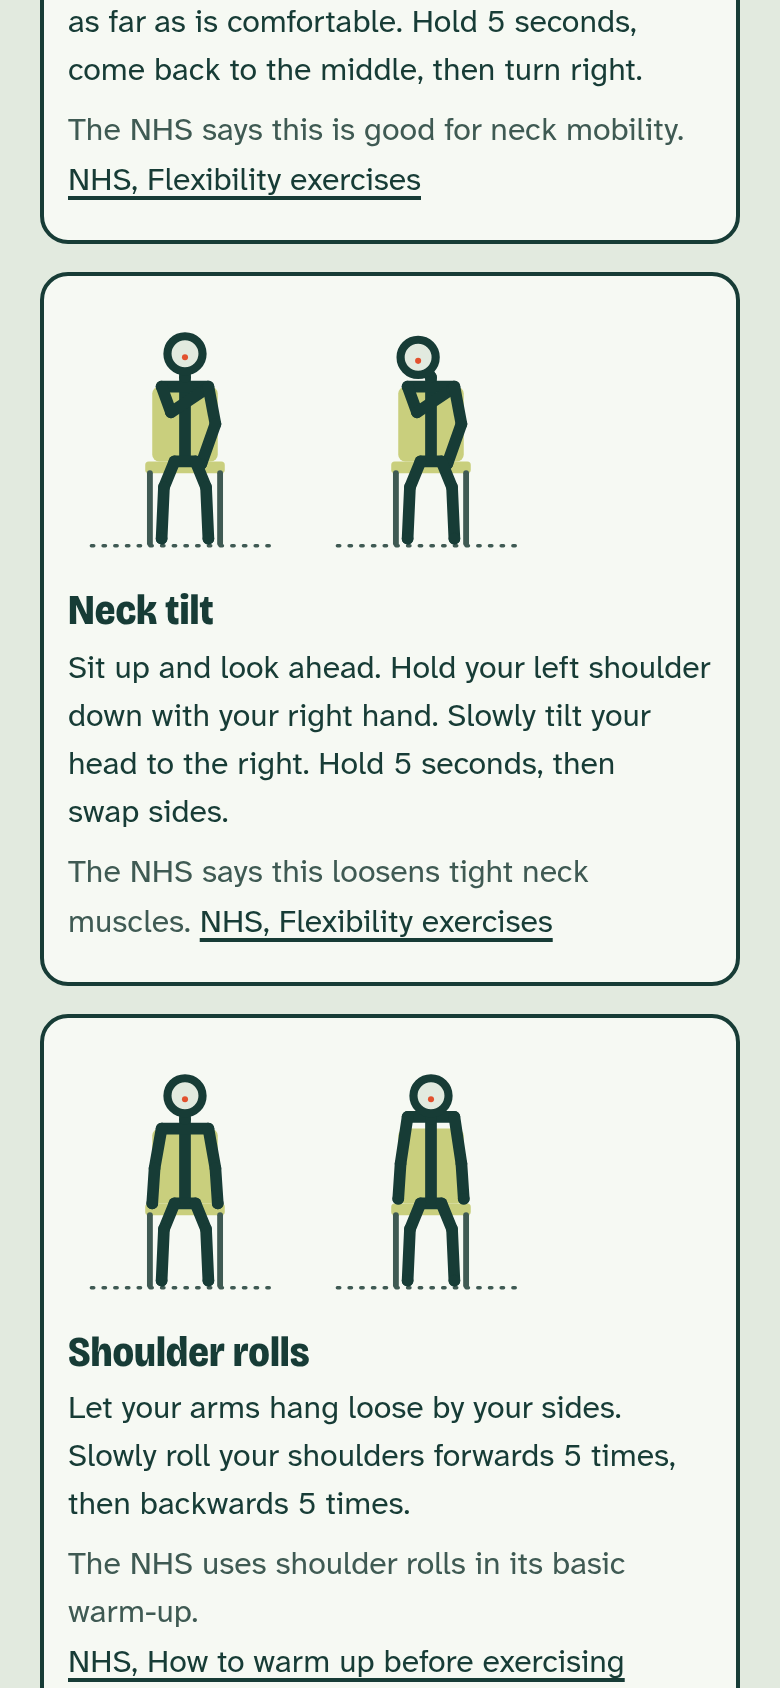 as far as is comfortable. Hold 5 seconds,
come back to the middle, then turn right.
The NHS says this is good for neck mobility.
NHS, Flexibility exercises
Neck tilt
Sit up and look ahead. Hold your left shoulder
down with your right hand. Slowly tilt your
head to the right. Hold 5 seconds, then
swap sides.
The NHS says this loosens tight neck
muscles. NHS, Flexibility exercises
Shoulder rolls
Let your arms hang loose by your sides.
Slowly roll your shoulders forwards 5 times,
then backwards 5 times.
The NHS uses shoulder rolls in its basic
warm-up.
NHS, How to warm up before exercising